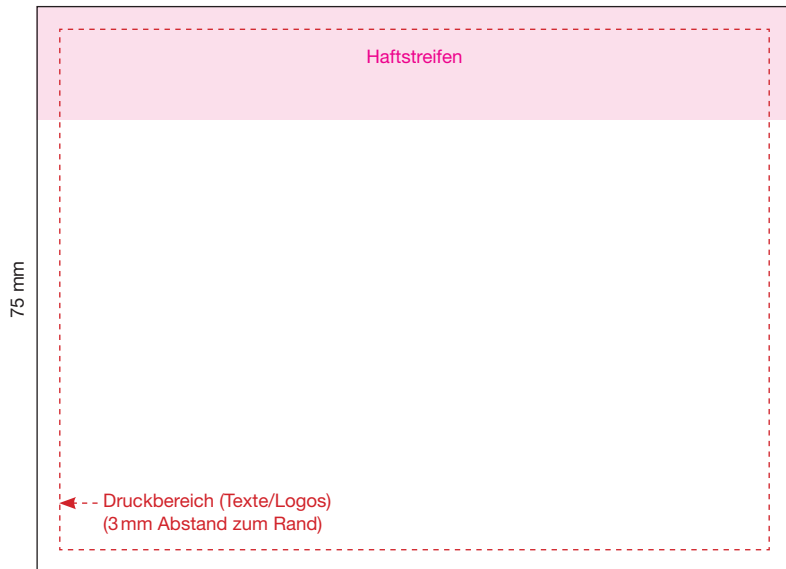 Haftstreifen
75 mm
Druckbereich (Texte/Logos)
(3 mm Abstand zum Rand)